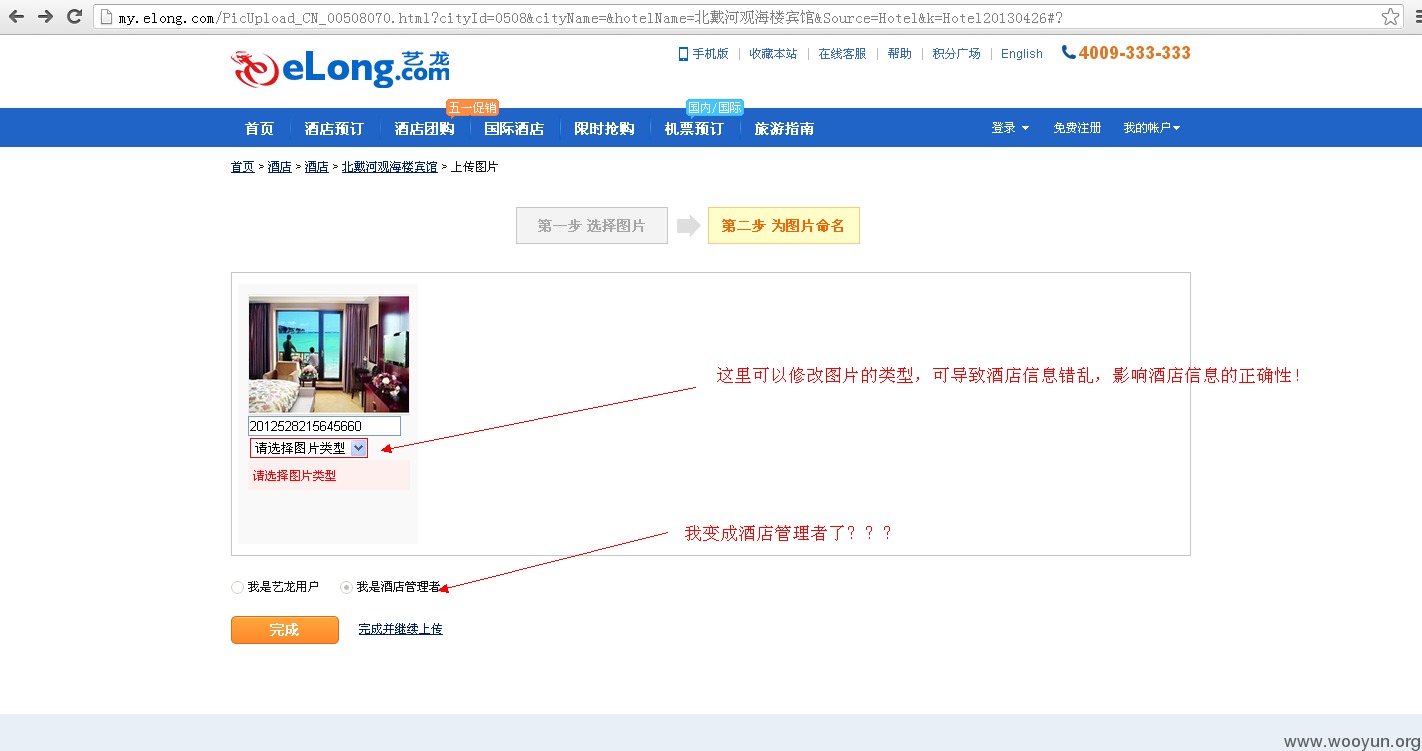 my.elong.com/PicUpload_CN_00508070.html?cityId=0508&cityName=&hotelName=北戴河观海楼宾馆&Source=Hotel&k=Hotel20130426#?
eLong.com 艺龙
手机版 | 收藏本站 | 在线客服 | 帮助 | 积分广场 | English 4009-333-333
五一促销 国内/国际
首页 酒店预订 酒店团购 国际酒店 限时抢购 机票预订 旅游指南 登录 免费注册 我的帐户
首页 > 酒店 > 酒店 > 北戴河观海楼宾馆 > 上传图片
第一步 选择图片 第二步 为图片命名
这里可以修改图片的类型，可导致酒店信息错乱，影响酒店信息的正确性！
2012528215645660
请选择图片类型
请选择图片类型
我变成酒店管理者了？？？
我是艺龙用户 我是酒店管理者
完成 完成并继续上传
www.wooyun.org